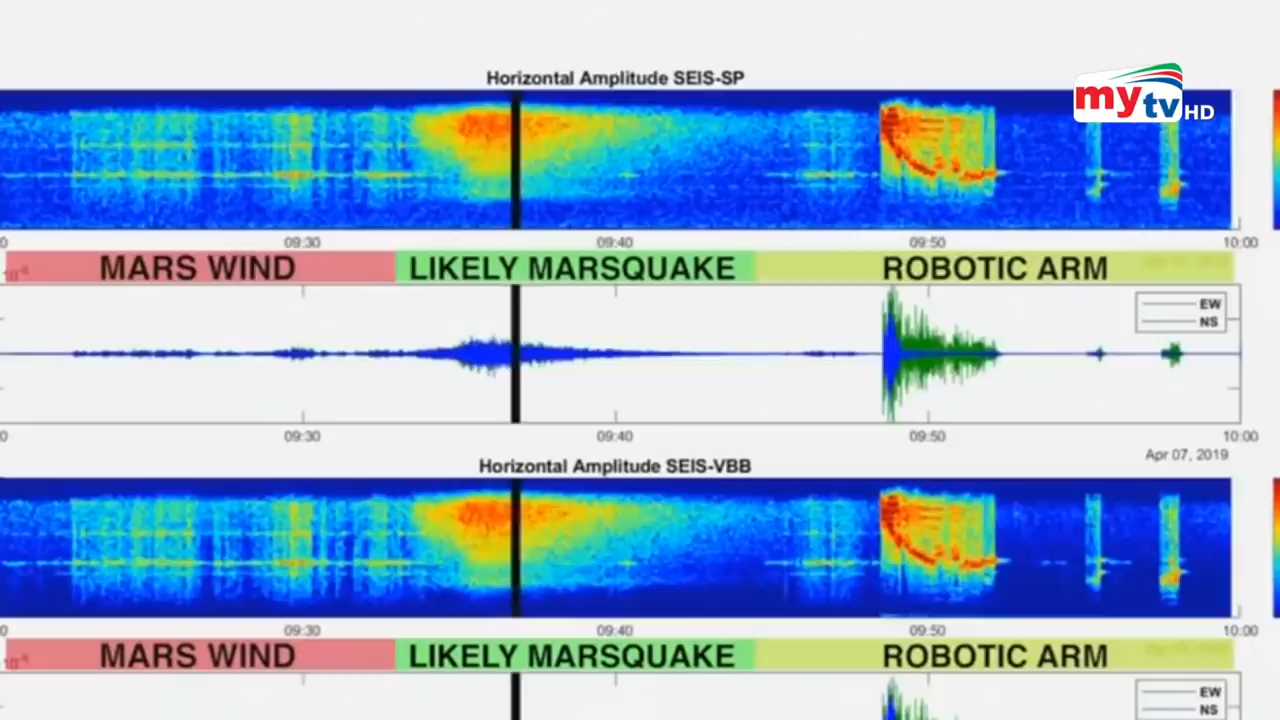 Horizontal Amplitude SEIS-SP
mytv HD
0 09:30 09:40 09:50 10:00
MARS WIND LIKELY MARSQUAKE ROBOTIC ARM
EW
NS
0 09:30 09:40 09:50 10:00
Apr 07, 2019
Horizontal Amplitude SEIS-VBB
09:30 09:40 09:50 10:00
MARS WIND LIKELY MARSQUAKE ROBOTIC ARM
EW
NS